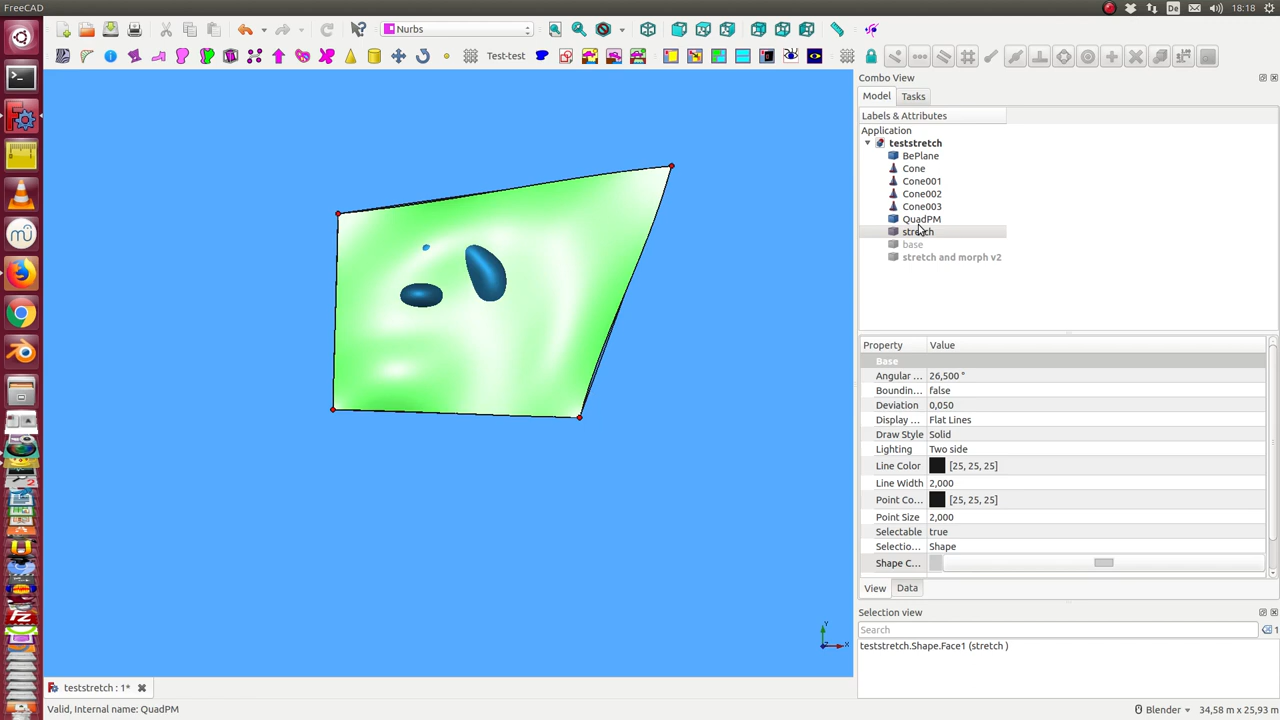 FreeCAD
De
18:18
Nurbs
Test-test
Combo View
Model
Tasks
Labels & Attributes
Application
teststretch
BePlane
Cone
Cone001
Cone002
Cone003
QuadPM
stretch
base
stretch and morph v2
Property Value
Base
Angular ... 26,500 °
Boundin... false
Deviation 0,050
Display ... Flat Lines
Draw Style Solid
Lighting Two side
Line Color [25, 25, 25]
Line Width 2,000
Point Co... [25, 25, 25]
Point Size 2,000
Selectable true
Selectio... Shape
Shape C...
View
Data
Selection view
Search
1
teststretch.Shape.Face1 (stretch )
Y
X
teststretch : 1*
Valid, Internal name: QuadPM
Blender
34,58 m x 25,93 m